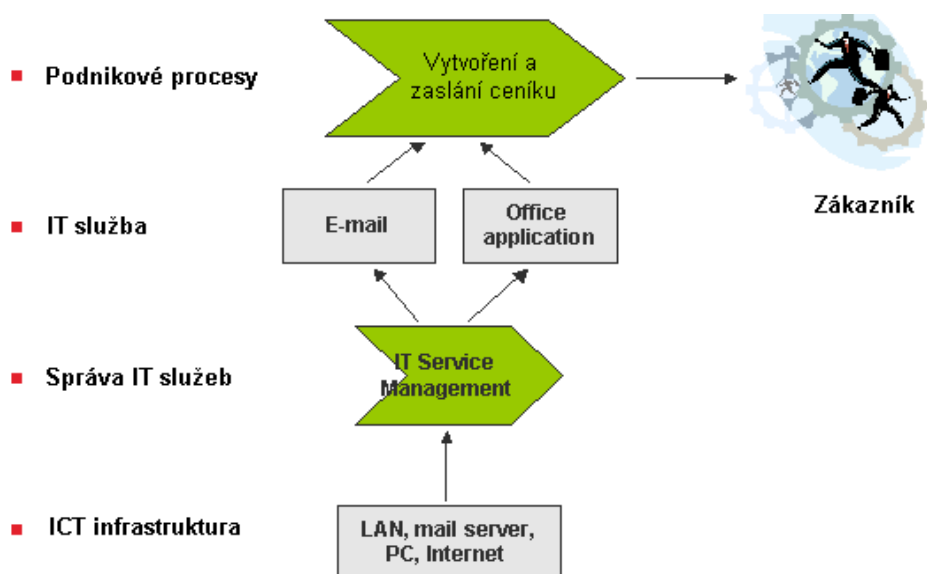 Podnikové procesy
Vytvoření a
zaslání ceníku
Zákazník
IT služba
E-mail
Office
application
Správa IT služeb
IT Service
Management
ICT infrastruktura
LAN, mail server,
PC, Internet